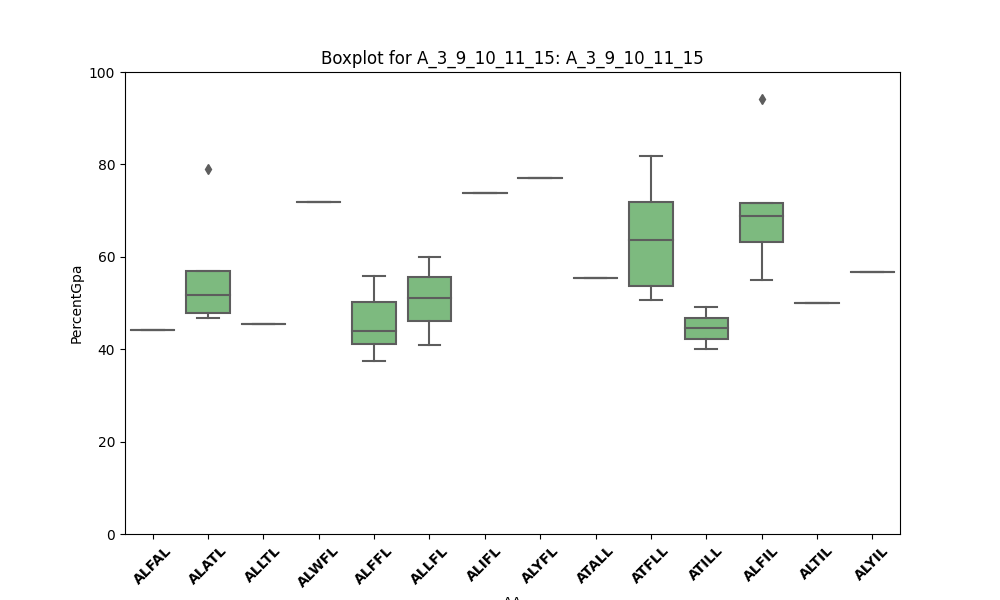 Boxplot for A_3_9_10_11_15: A_3_9_10_11_15
100
80
60
40
20
0
PercentGpa
ALFAL
ALATL
ALLTL
ALWFL
ALFFL
ALLFL
ALIFL
ALYFL
ATALL
ATFLL
ATILL
ALFIL
ALTIL
ALYIL